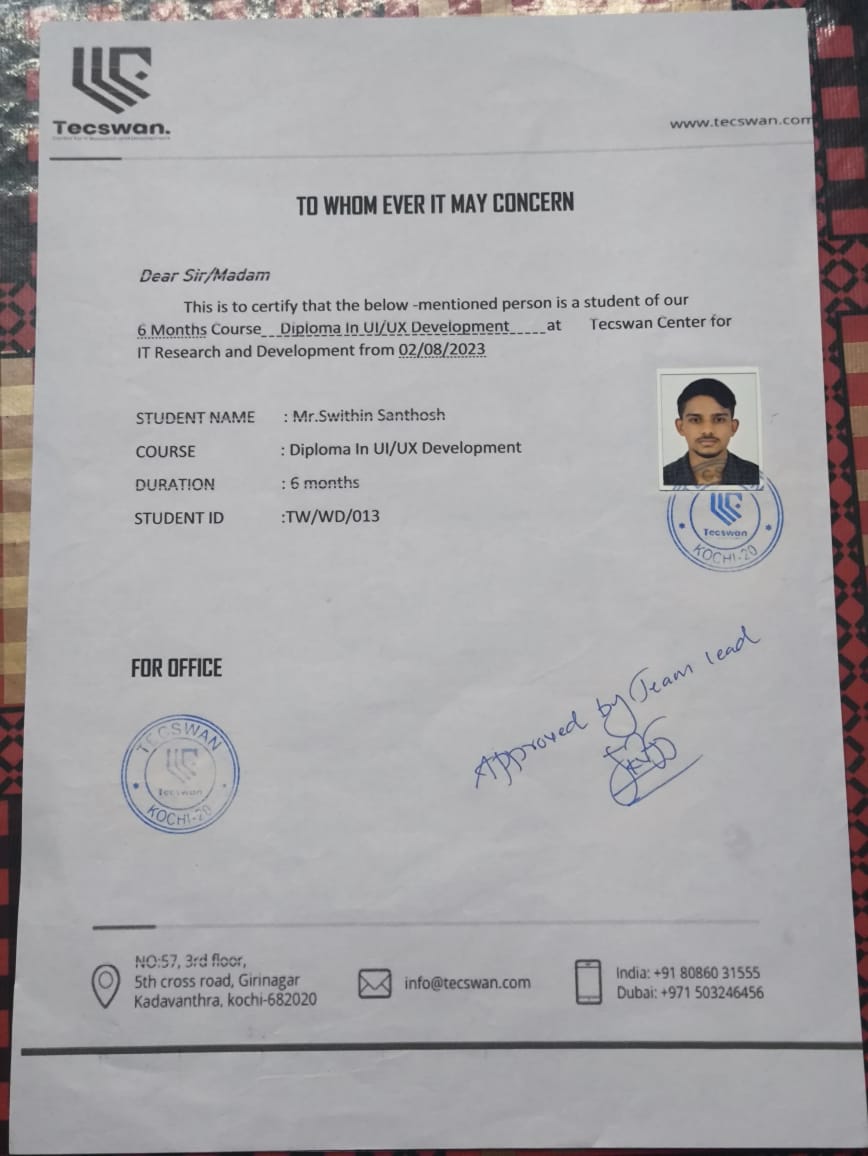 Tecswan.
www.tecswan.com
TO WHOM EVER IT MAY CONCERN
Dear Sir/Madam
This is to certify that the below -mentioned person is a student of our
6 Months Course__Diploma In UI/UX Development_____at Tecswan Center for
IT Research and Development from 02/08/2023
STUDENT NAME : Mr.Swithin Santhosh
COURSE : Diploma In UI/UX Development
DURATION : 6 months
STUDENT ID :TW/WD/013
Tecswan
KOCHI-20
Approved by Team lead
FOR OFFICE
TECSWAN
Tecswan
KOCHI-20
NO:57, 3rd floor,
5th cross road, Girinagar
Kadavanthra, kochi-682020
info@tecswan.com
India: +91 80860 31555
Dubai: +971 503246456